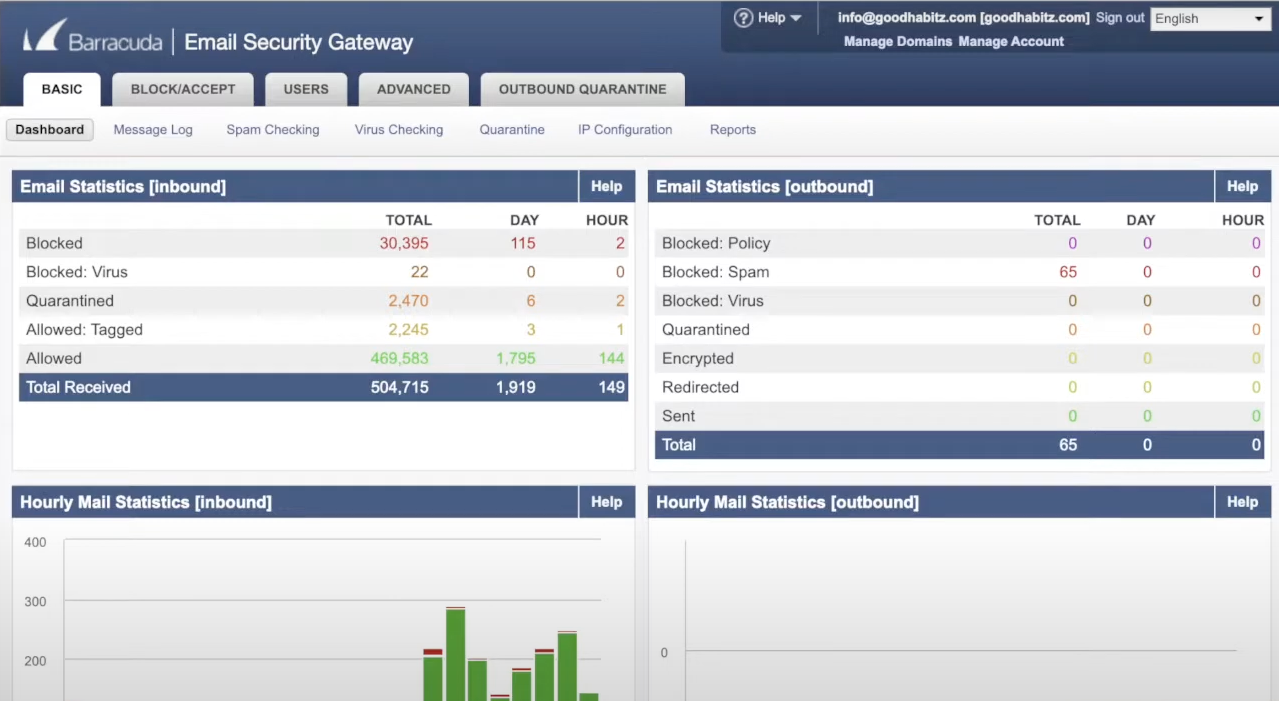 Barracuda | Email Security Gateway
Help
info@goodhabitz.com [goodhabitz.com] Sign out
English
Manage Domains Manage Account
BASIC BLOCK/ACCEPT USERS ADVANCED OUTBOUND QUARANTINE
Dashboard Message Log Spam Checking Virus Checking Quarantine IP Configuration Reports
Email Statistics [inbound] Help
TOTAL DAY HOUR
Blocked 30,395 115 2
Blocked: Virus 22 0 0
Quarantined 2,470 6 2
Allowed: Tagged 2,245 3 1
Allowed 469,583 1,795 144
Total Received 504,715 1,919 149
Email Statistics [outbound] Help
TOTAL DAY HOUR
Blocked: Policy 0 0 0
Blocked: Spam 65 0 0
Blocked: Virus 0 0 0
Quarantined 0 0 0
Encrypted 0 0 0
Redirected 0 0 0
Sent 0 0 0
Total 65 0 0
Hourly Mail Statistics [inbound] Help
400
300
200
Hourly Mail Statistics [outbound] Help
0